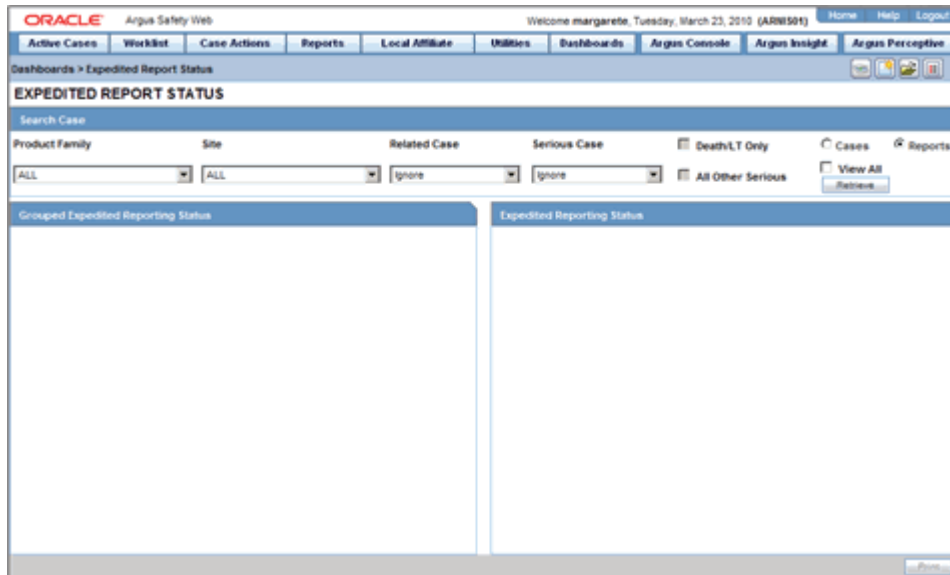 ORACLE Argus Safety Web Welcome margarete, Tuesday, March 23, 2010 (ARNIS01) Home Help Logout
Active Cases Worklist Case Actions Reports Local Affiliate Utilities Dashboards Argus Console Argus Insight Argus Perceptive
Dashboards > Expedited Report Status
EXPEDITED REPORT STATUS
Search Case
Product Family Site Related Case Serious Case Death/LT Only Cases Reports
ALL ALL Ignore Ignore All Other Serious View All
Retrieve
Grouped Expedited Reporting Status Expedited Reporting Status
Print